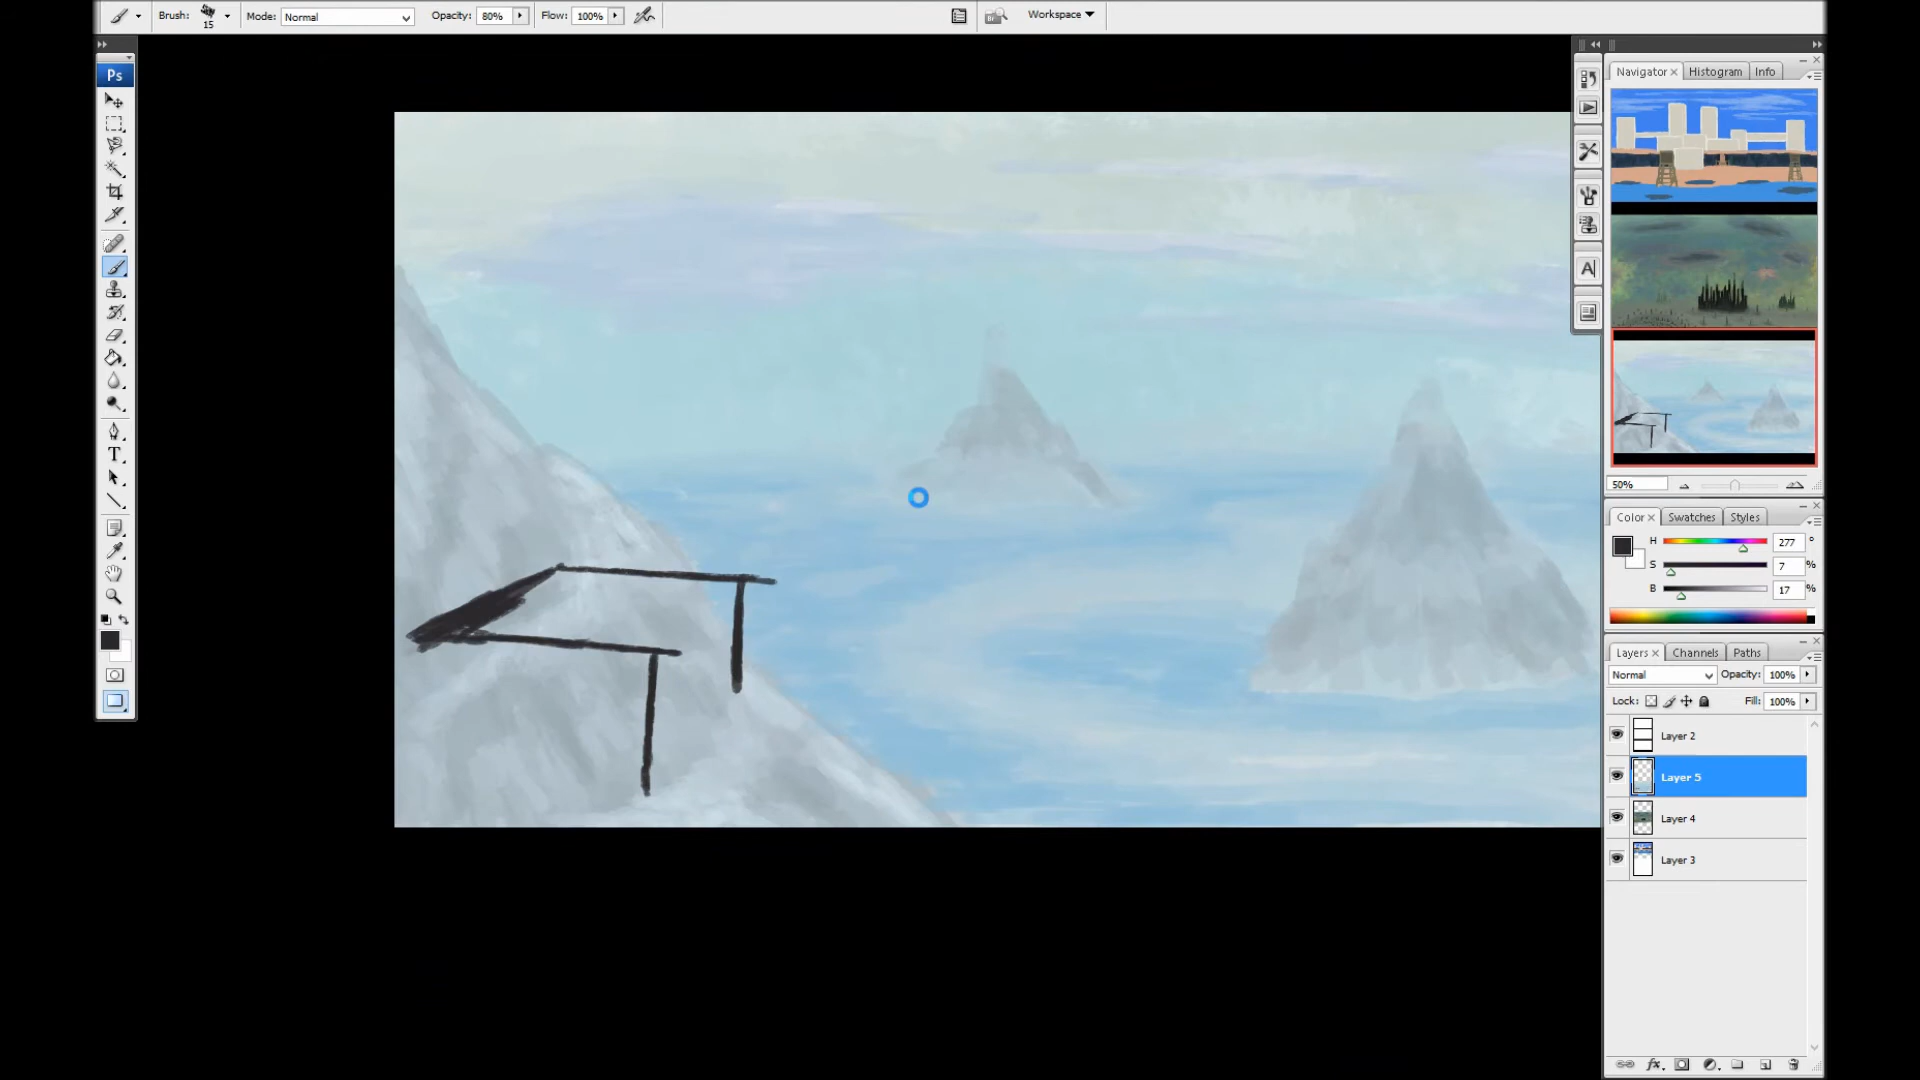 Brush: 15 Mode: Normal Opacity: 80% Flow: 100% Workspace
Ps
Navigator Histogram Info
50%
Color Swatches Styles
H 277 °
S 7 %
B 17 %
Layers Channels Paths
Normal Opacity: 100%
Lock: Fill: 100%
Layer 2
Layer 5
Layer 4
Layer 3
T
A
fx